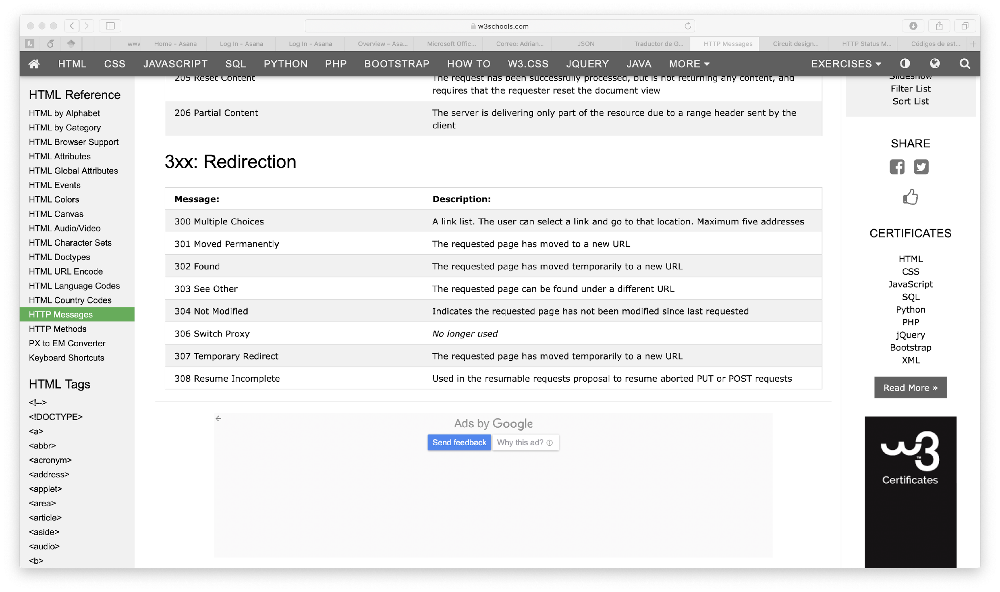 w3schools.com
www
Home – Asana
Log In – Asana
Log In – Asana
Overview – Asa...
Microsoft Offic...
Correo: Adrian...
JSON
Traductor de G...
HTTP Messages
Circuit design...
HTTP Status M...
Códigos de est...
HTML
CSS
JAVASCRIPT
SQL
PYTHON
PHP
BOOTSTRAP
HOW TO
W3.CSS
JQUERY
JAVA
MORE
EXERCISES
HTML Reference
HTML by Alphabet
HTML by Category
HTML Browser Support
HTML Attributes
HTML Global Attributes
HTML Events
HTML Colors
HTML Canvas
HTML Audio/Video
HTML Character Sets
HTML Doctypes
HTML URL Encode
HTML Language Codes
HTML Country Codes
HTTP Messages
HTTP Methods
PX to EM Converter
Keyboard Shortcuts
HTML Tags
<!-->
<!DOCTYPE>
<a>
<abbr>
<acronym>
<address>
<applet>
<area>
<article>
<aside>
<audio>
<b>
205 Reset Content
The request has been successfully processed, but is not returning any content, and
requires that the requester reset the document view
206 Partial Content
The server is delivering only part of the resource due to a range header sent by the
client
3xx: Redirection
Message:
Description:
300 Multiple Choices
A link list. The user can select a link and go to that location. Maximum five addresses
301 Moved Permanently
The requested page has moved to a new URL
302 Found
The requested page has moved temporarily to a new URL
303 See Other
The requested page can be found under a different URL
304 Not Modified
Indicates the requested page has not been modified since last requested
306 Switch Proxy
No longer used
307 Temporary Redirect
The requested page has moved temporarily to a new URL
308 Resume Incomplete
Used in the resumable requests proposal to resume aborted PUT or POST requests
Ads by Google
Send feedback
Why this ad?
Slideshow
Filter List
Sort List
SHARE
CERTIFICATES
HTML
CSS
JavaScript
SQL
Python
PHP
jQuery
Bootstrap
XML
Read More »
w3
™
Certificates